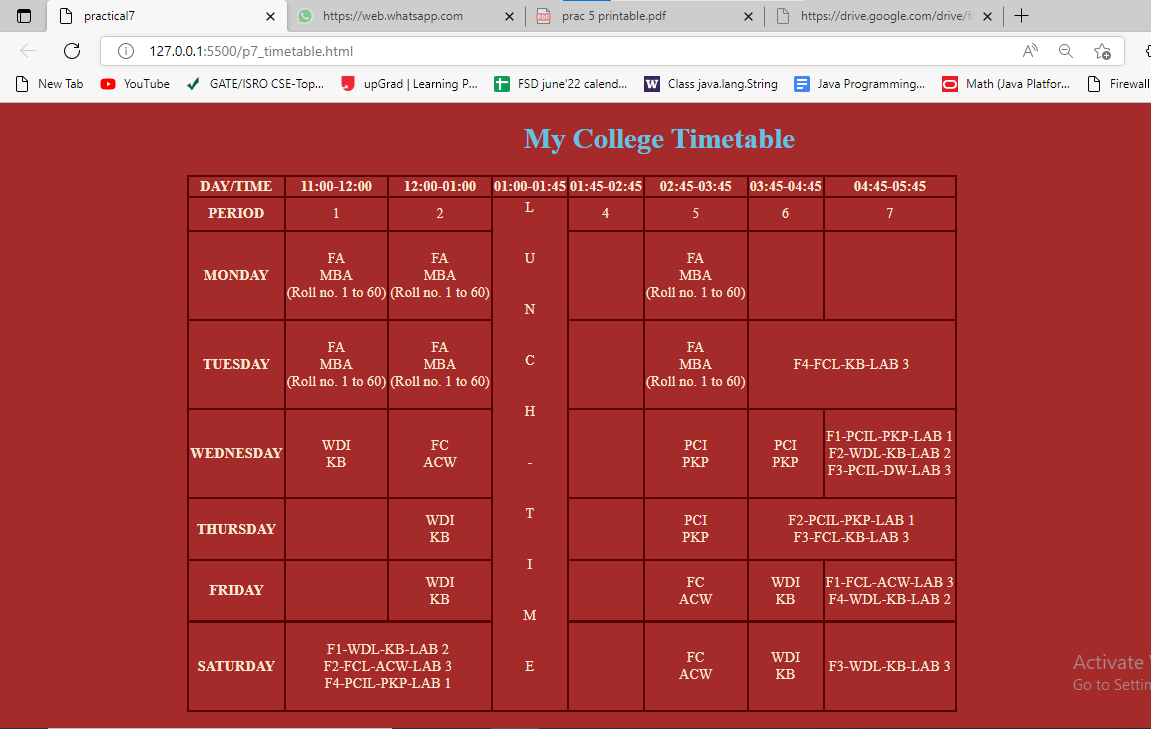 practical7
https://web.whatsapp.com
prac 5 printable.pdf
https://drive.google.com/drive/f
127.0.0.1:5500/p7_timetable.html
New Tab
YouTube
GATE/ISRO CSE-Top...
upGrad | Learning P...
FSD june'22 calend...
Class java.lang.String
Java Programming...
Math (Java Platfor...
Firewall
My College Timetable
DAY/TIME 11:00-12:00 12:00-01:00 01:00-01:45 01:45-02:45 02:45-03:45 03:45-04:45 04:45-05:45
PERIOD 1 2 4 5 6 7
L
U
N
C
H
-
T
I
M
E
MONDAY
FA
MBA
(Roll no. 1 to 60)
FA
MBA
(Roll no. 1 to 60)
FA
MBA
(Roll no. 1 to 60)
TUESDAY
FA
MBA
(Roll no. 1 to 60)
FA
MBA
(Roll no. 1 to 60)
FA
MBA
(Roll no. 1 to 60)
F4-FCL-KB-LAB 3
WEDNESDAY
WDI
KB
FC
ACW
PCI
PKP
PCI
PKP
F1-PCIL-PKP-LAB 1
F2-WDL-KB-LAB 2
F3-PCIL-DW-LAB 3
THURSDAY
WDI
KB
PCI
PKP
F2-PCIL-PKP-LAB 1
F3-FCL-KB-LAB 3
FRIDAY
WDI
KB
FC
ACW
WDI
KB
F1-FCL-ACW-LAB 3
F4-WDL-KB-LAB 2
SATURDAY
F1-WDL-KB-LAB 2
F2-FCL-ACW-LAB 3
F4-PCIL-PKP-LAB 1
FC
ACW
WDI
KB
F3-WDL-KB-LAB 3
Activate
Go to Settin